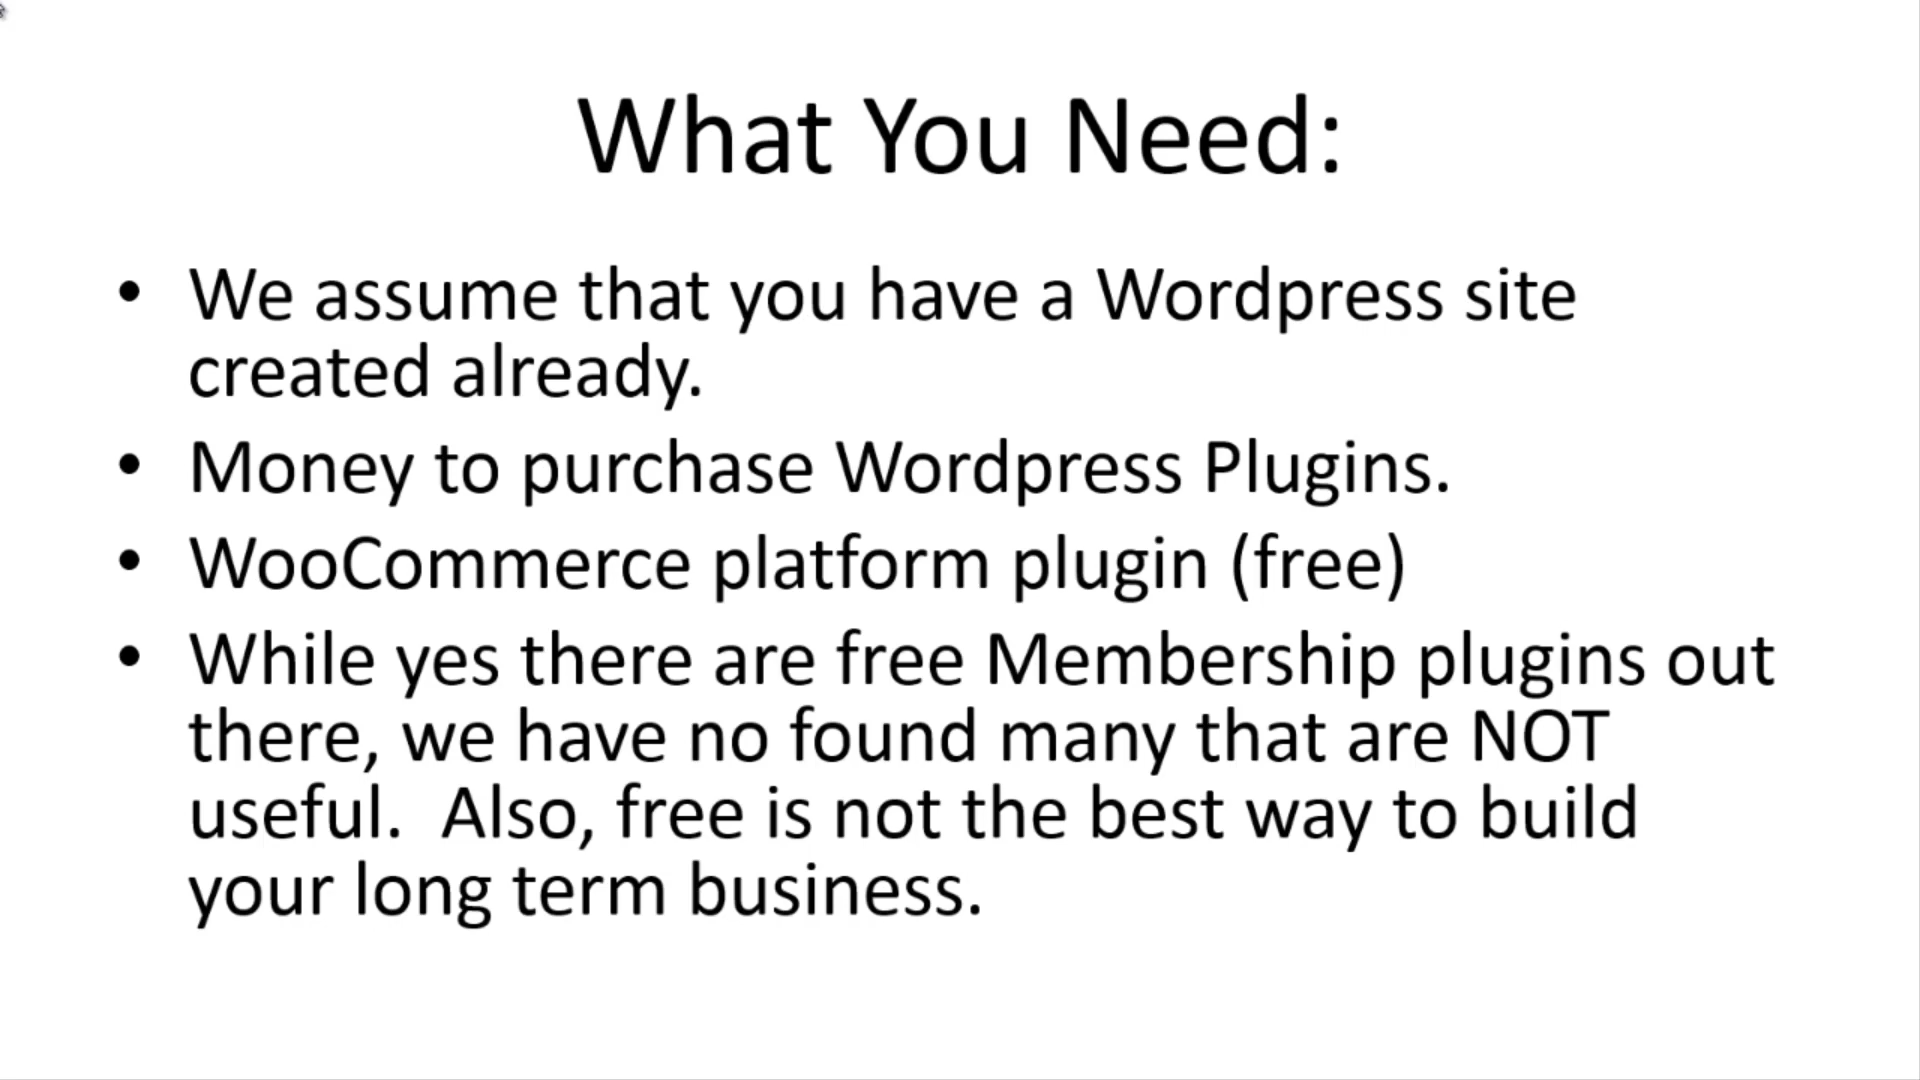 What You Need:
• We assume that you have a Wordpress site
created already.
• Money to purchase Wordpress Plugins.
• WooCommerce platform plugin (free)
• While yes there are free Membership plugins out
there, we have no found many that are NOT
useful.  Also, free is not the best way to build
your long term business.